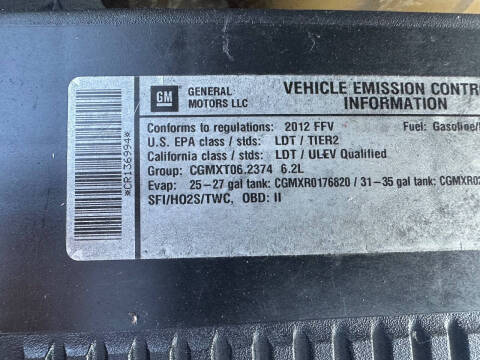 GM
GENERAL
MOTORS LLC
VEHICLE EMISSION CONTR
INFORMATION
Conforms to regulations: 2012 FFV Fuel: Gasoline/
U.S. EPA class / stds: LDT / TIER2
California class / stds: LDT / ULEV Qualified
Group: CGMXT06.2374 6.2L
Evap: 25-27 gal tank: CGMXR0176820 / 31-35 gal tank: CGMXR02
SFI/HO2S/TWC, OBD: II
*CR136994*